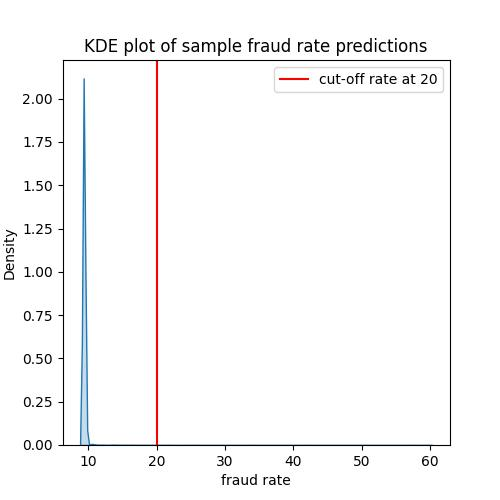 KDE plot of sample fraud rate predictions
cut-off rate at 20
2.00
1.75
1.50
1.25
1.00
0.75
0.50
0.25
0.00
Density
10 20 30 40 50 60
fraud rate